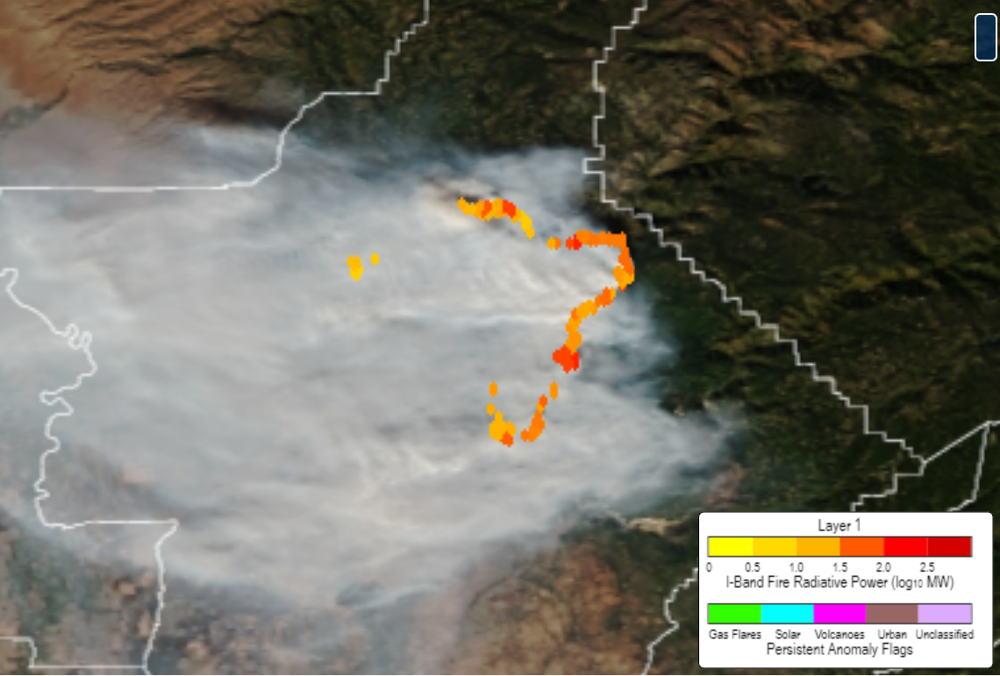 Layer 1
0 0.5 1.0 1.5 2.0 2.5
I-Band Fire Radiative Power (log₁₀ MW)
Gas Flares Solar Volcanoes Urban Unclassified
Persistent Anomaly Flags